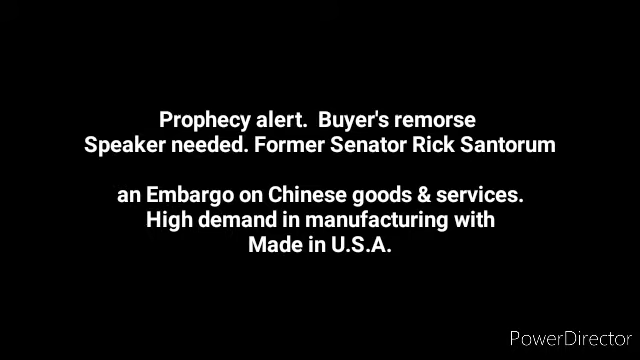 Prophecy alert.  Buyer's remorse
Speaker needed. Former Senator Rick Santorum
an Embargo on Chinese goods & services.
High demand in manufacturing with
Made in U.S.A.
PowerDirector